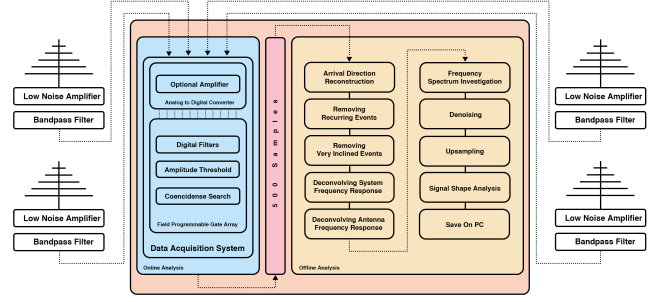 Low Noise Amplifier
Bandpass Filter
Low Noise Amplifier
Bandpass Filter
Optional Amplifier
Analog to Digital Converter
Digital Filters
Amplitude Threshold
Coencidense Search
Field Programmable Gate Array
Data Acquisition System
Online Analysis
500 Samples
Arrival Direction
Reconstruction
Removing
Recurring Events
Removing
Very Inclined Events
Deconvolving System
Frequency Response
Deconvolving Antenna
Frequency Response
Offline Analysis
Frequency
Spectrum Investigation
Denoising
Upsampling
Signal Shape Analysis
Save On PC
Low Noise Amplifier
Bandpass Filter
Low Noise Amplifier
Bandpass Filter